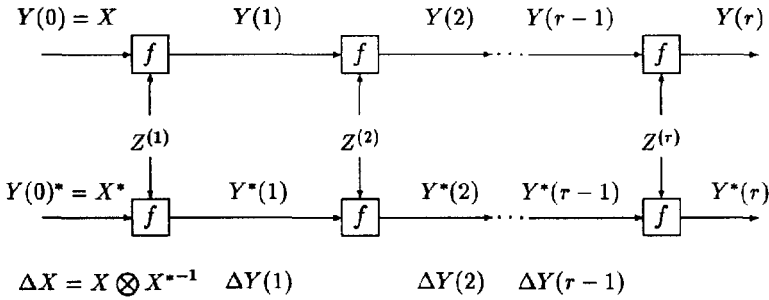 Y(0) = X Y(1) Y(2) Y(r − 1) Y(r)
f f ··· f
Z^(1) Z^(2) Z^(r)
Y(0)* = X* Y*(1) Y*(2) Y*(r − 1) Y*(r)
f f ··· f
ΔX = X ⊗ X*⁻¹ ΔY(1) ΔY(2) ΔY(r − 1)